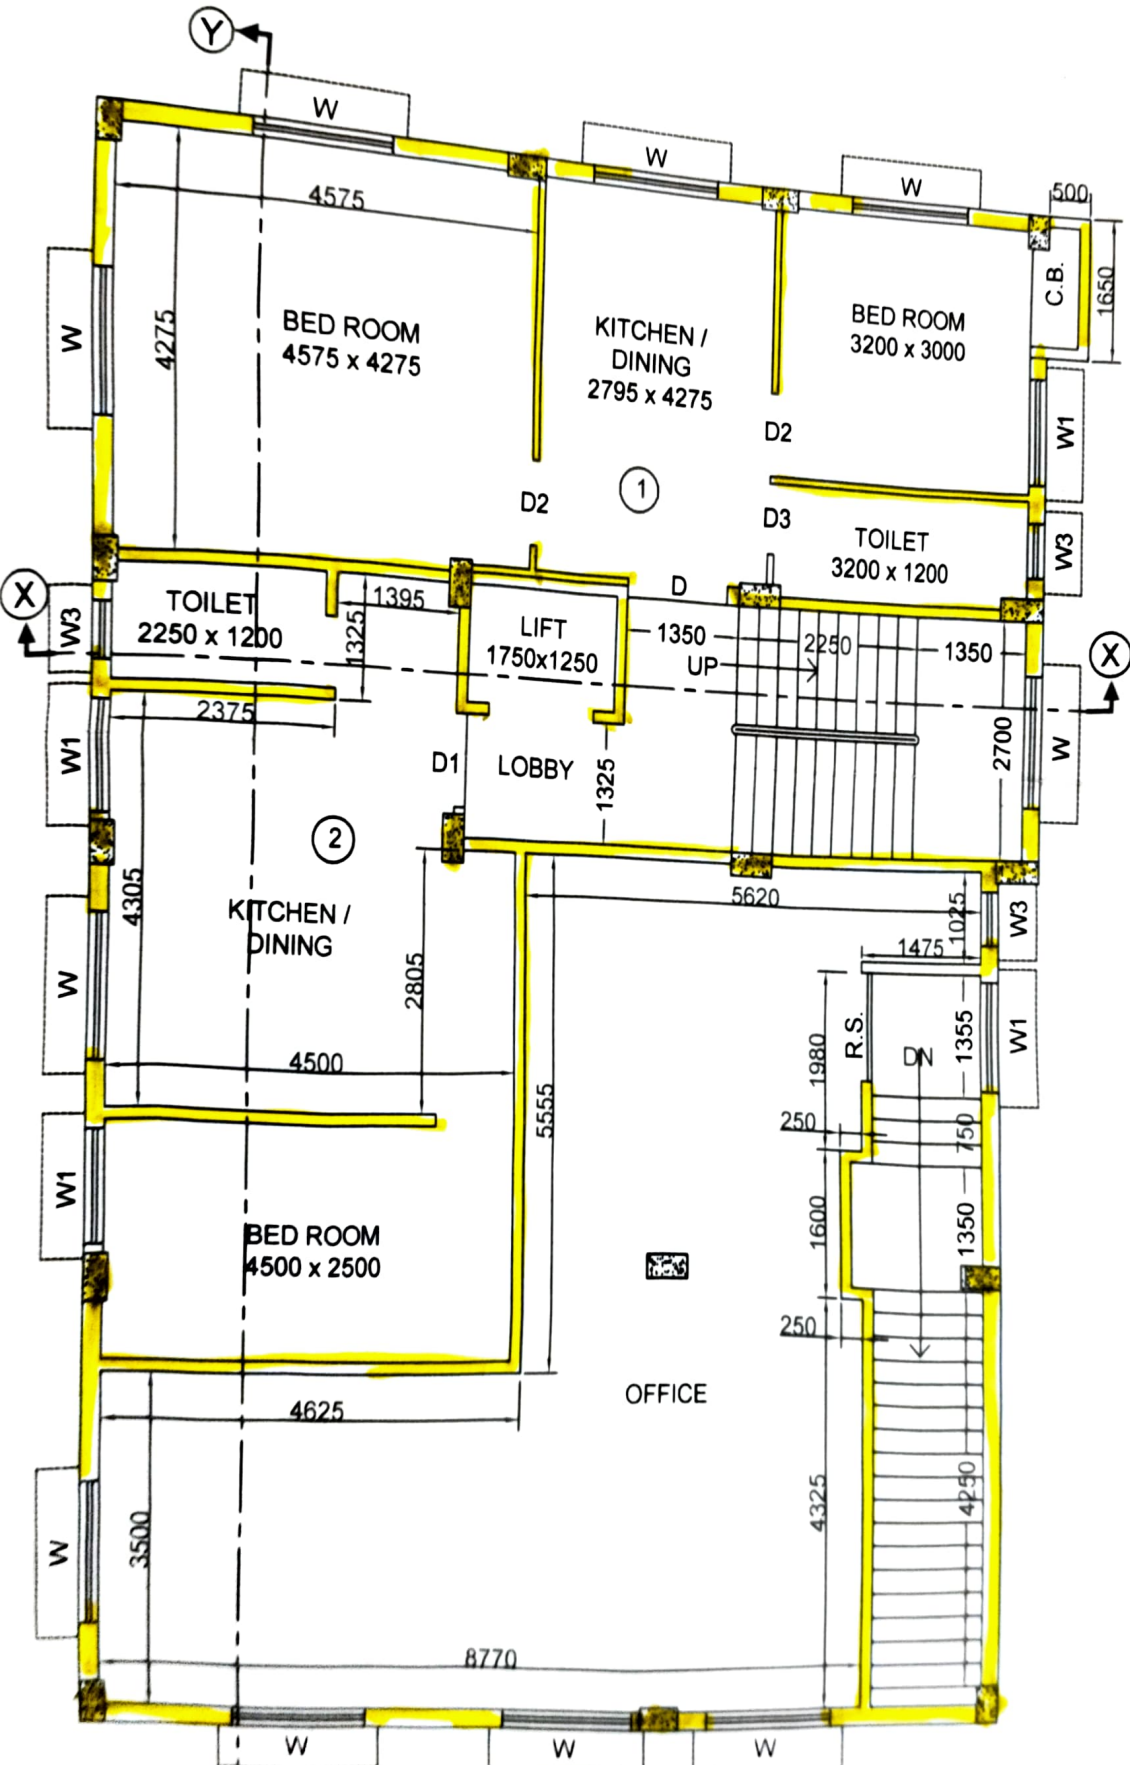 Y
W
W
W
500
4575
C.B.
1650
W
4275
BED ROOM
4575 x 4275
KITCHEN /
DINING
2795 x 4275
BED ROOM
3200 x 3000
D2
W1
1
D2
D3
TOILET
3200 x 1200
W3
X
W3
TOILET
2250 x 1200
1395
1325
LIFT
1750x1250
D
1350
2250
1350
UP
X
2375
W1
D1
LOBBY
1325
2700
W
2
4305
KITCHEN /
DINING
2805
5620
1025
W3
1475
W
4500
1980
R.S.
DN
1355
W1
5555
250
750
W1
BED ROOM
4500 x 2500
1600
1350
250
OFFICE
4625
W
3500
4325
4250
8770
W
W
W